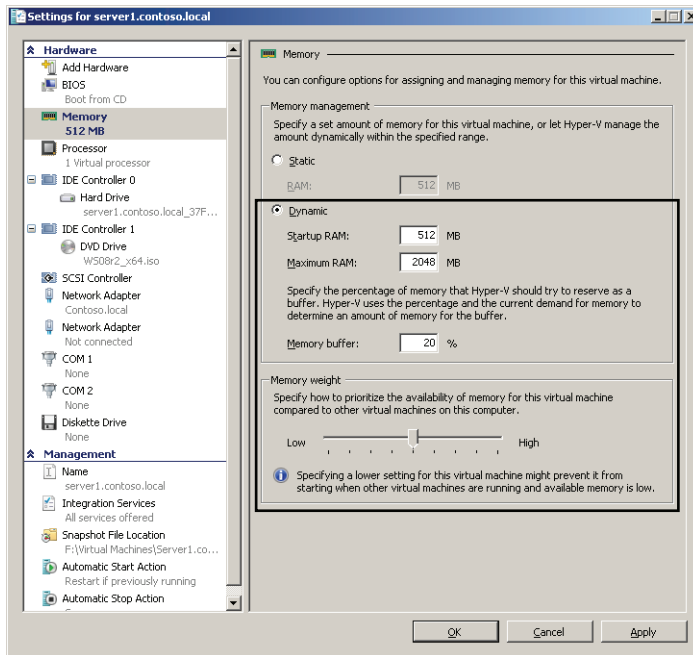 Settings for server1.contoso.local
Hardware
Add Hardware
BIOS
Boot from CD
Memory
512 MB
Processor
1 Virtual processor
IDE Controller 0
Hard Drive
server1.contoso.local_37F...
IDE Controller 1
DVD Drive
WS08r2_x64.iso
SCSI Controller
Network Adapter
Contoso.local
Network Adapter
Not connected
COM 1
None
COM 2
None
Diskette Drive
None
Management
Name
server1.contoso.local
Integration Services
All services offered
Snapshot File Location
F:\Virtual Machines\Server1.co...
Automatic Start Action
Restart if previously running
Automatic Stop Action
Memory
You can configure options for assigning and managing memory for this virtual machine.
Memory management
Specify a set amount of memory for this virtual machine, or let Hyper-V manage the
amount dynamically within the specified range.
Static
RAM: 512 MB
Dynamic
Startup RAM: 512 MB
Maximum RAM: 2048 MB
Specify the percentage of memory that Hyper-V should try to reserve as a
buffer. Hyper-V uses the percentage and the current demand for memory to
determine an amount of memory for the buffer.
Memory buffer: 20 %
Memory weight
Specify how to prioritize the availability of memory for this virtual machine
compared to other virtual machines on this computer.
Low High
Specifying a lower setting for this virtual machine might prevent it from
starting when other virtual machines are running and available memory is low.
OK Cancel Apply